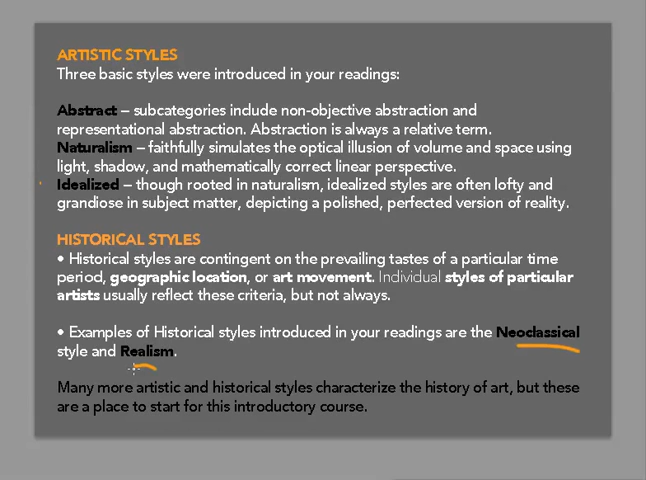 ARTISTIC STYLES
Three basic styles were introduced in your readings:
Abstract – subcategories include non-objective abstraction and
representational abstraction. Abstraction is always a relative term.
Naturalism – faithfully simulates the optical illusion of volume and space using
light, shadow, and mathematically correct linear perspective.
Idealized – though rooted in naturalism, idealized styles are often lofty and
grandiose in subject matter, depicting a polished, perfected version of reality.
HISTORICAL STYLES
• Historical styles are contingent on the prevailing tastes of a particular time
period, geographic location, or art movement. Individual styles of particular
artists usually reflect these criteria, but not always.
• Examples of Historical styles introduced in your readings are the Neoclassical
style and Realism.
Many more artistic and historical styles characterize the history of art, but these
are a place to start for this introductory course.